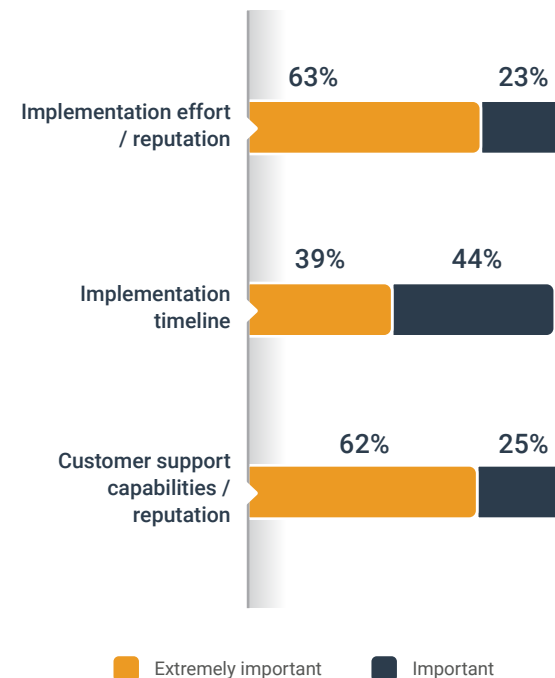 63% 23%
Implementation effort
/ reputation
39% 44%
Implementation
timeline
62% 25%
Customer support
capabilities /
reputation
Extremely important Important